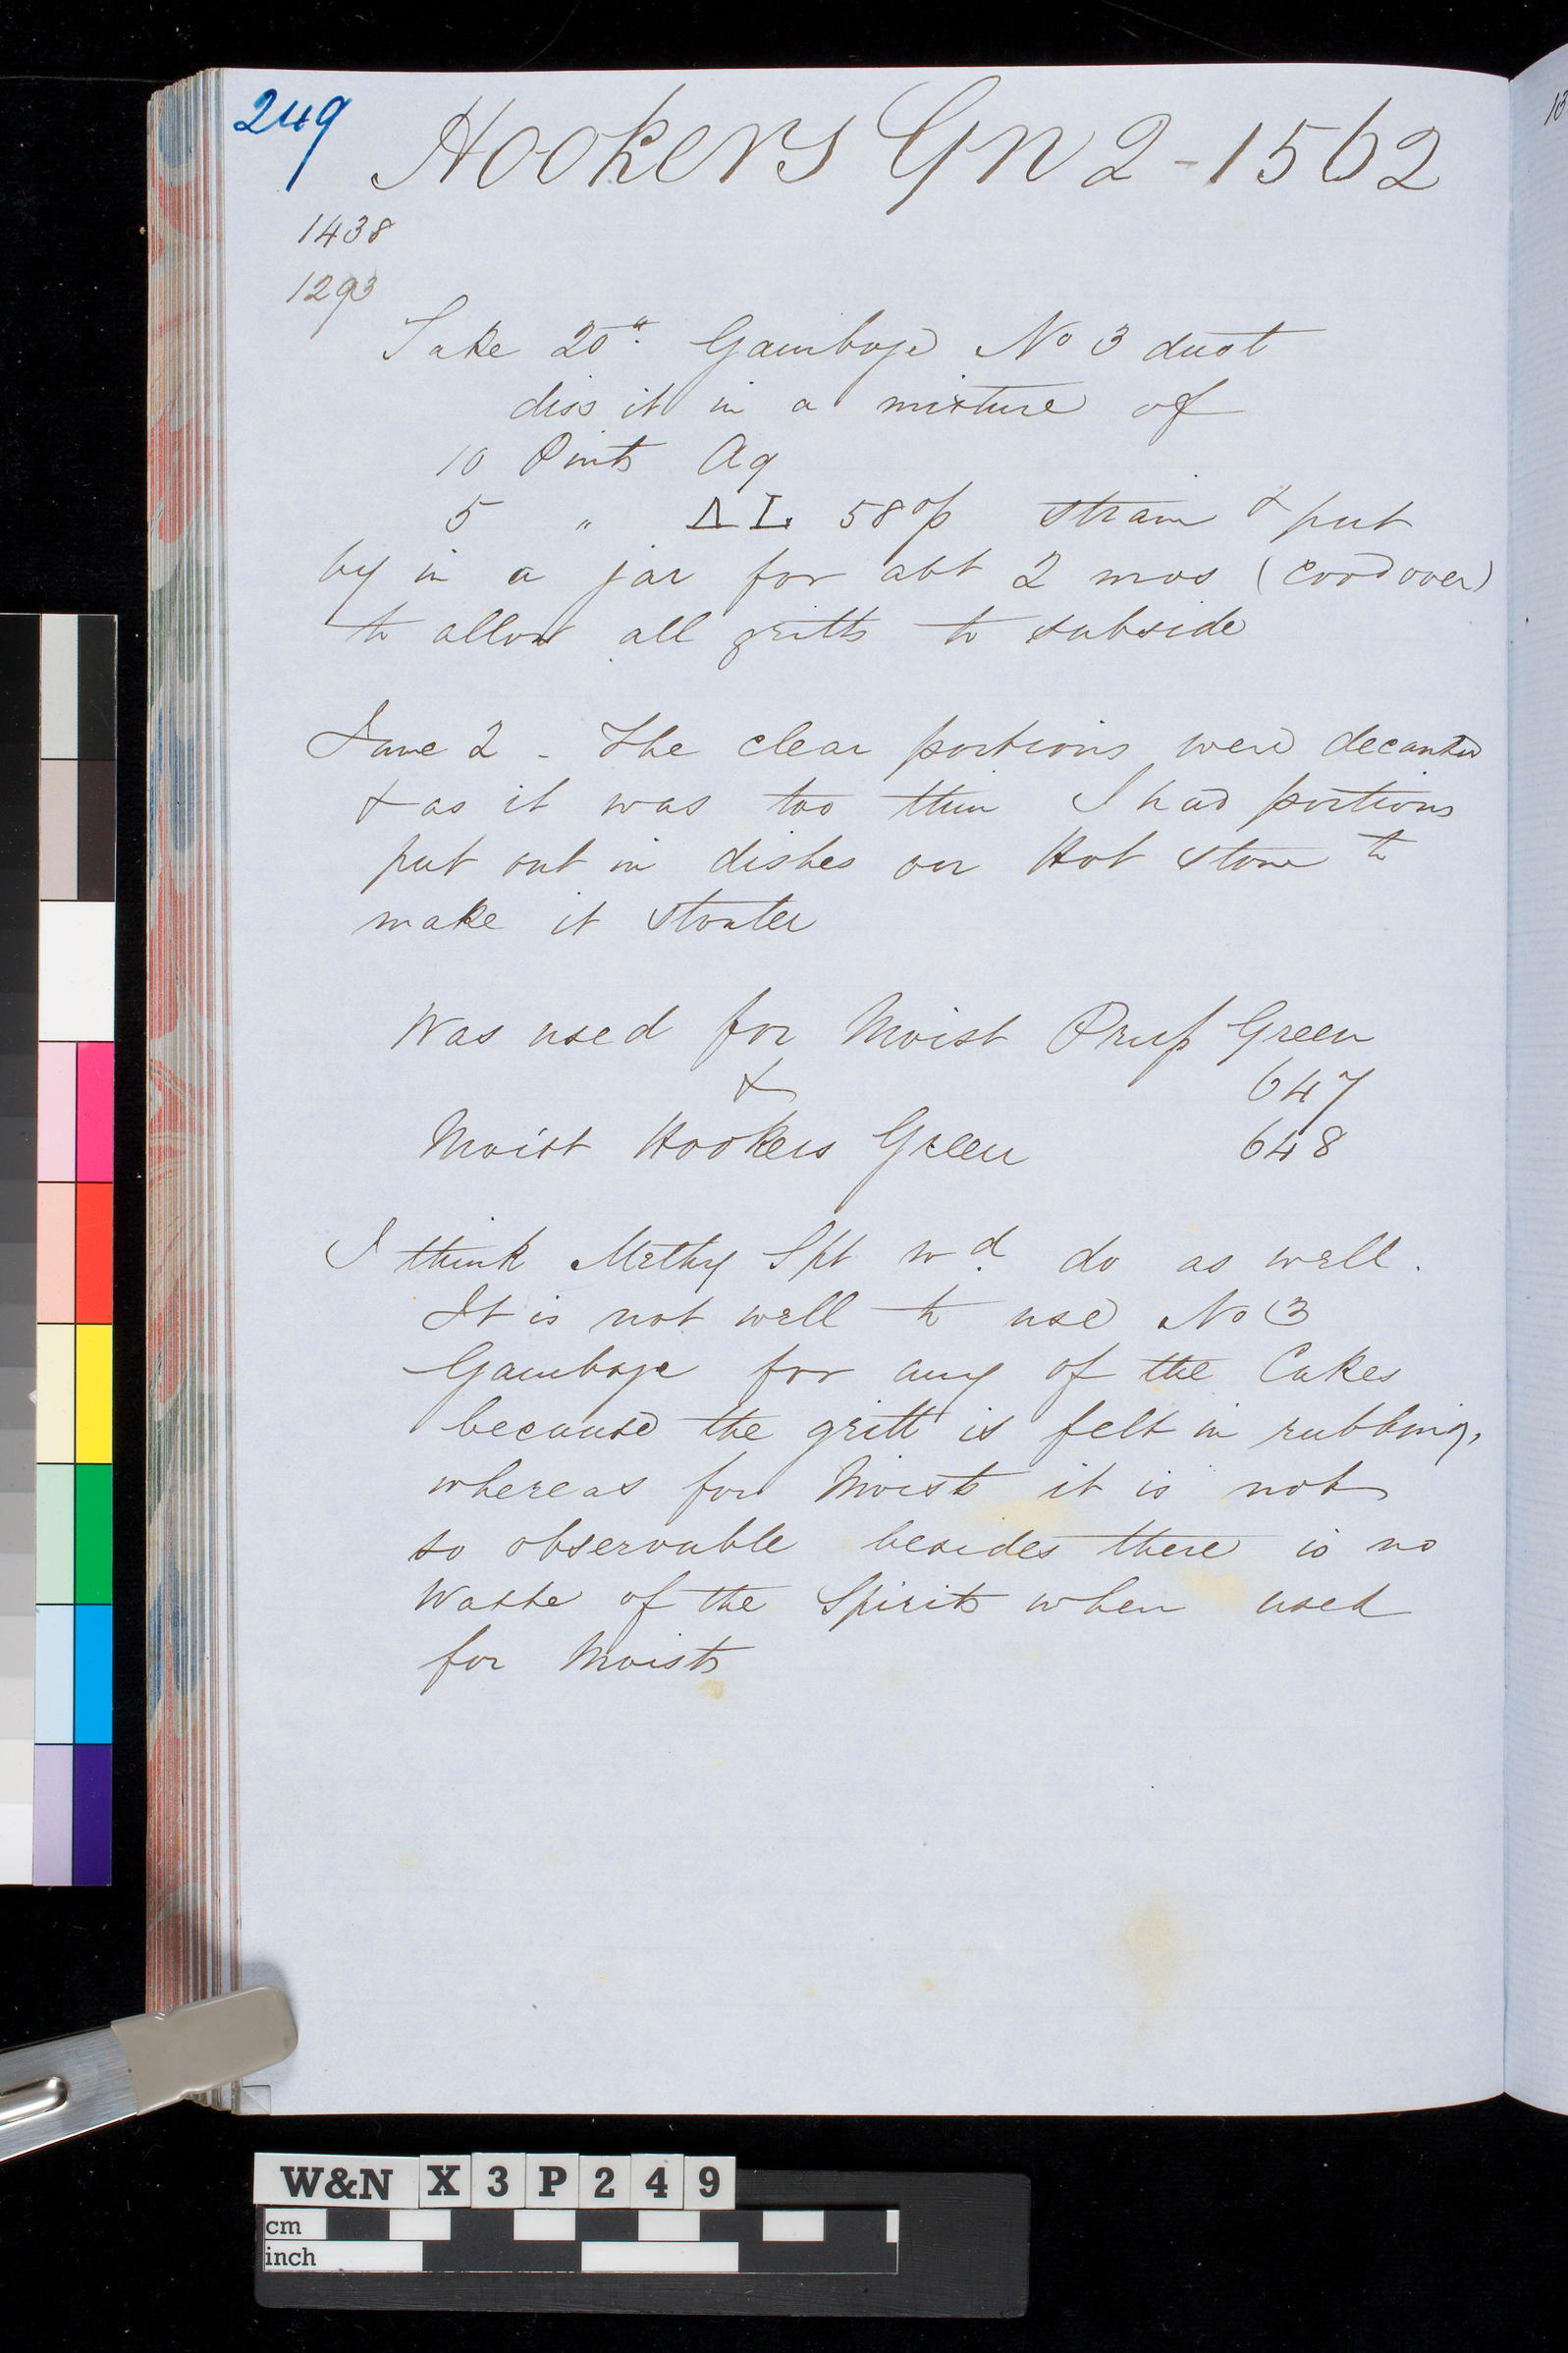 249
Hookers Gn 2 - 1562
1438
1293
Take 20" Gamboge No 3 dust
diss it in a mixture of
10 Pints Aq
5 " 58 op strain & put
by in a jar for abt 2 mos (cov'd over)
to allow all gritts to subside
June 2 - The clear portions were decanted
& as it was too thin I had portions
put out in dishes on Hot stone to
make it stouter
Was used for Moist Prus Green
& 647
Moist Hookers Green 648
I think Methy Spt wd do as well.
It is not well to use No 3
Gamboge for any of the Cakes
because the gritt is felt in rubbing,
whereas for Moists it is not
so observable besides there is no
Waste of the Spirits when used
for Moists
W&N X 3 P 2 4 9
cm
inch